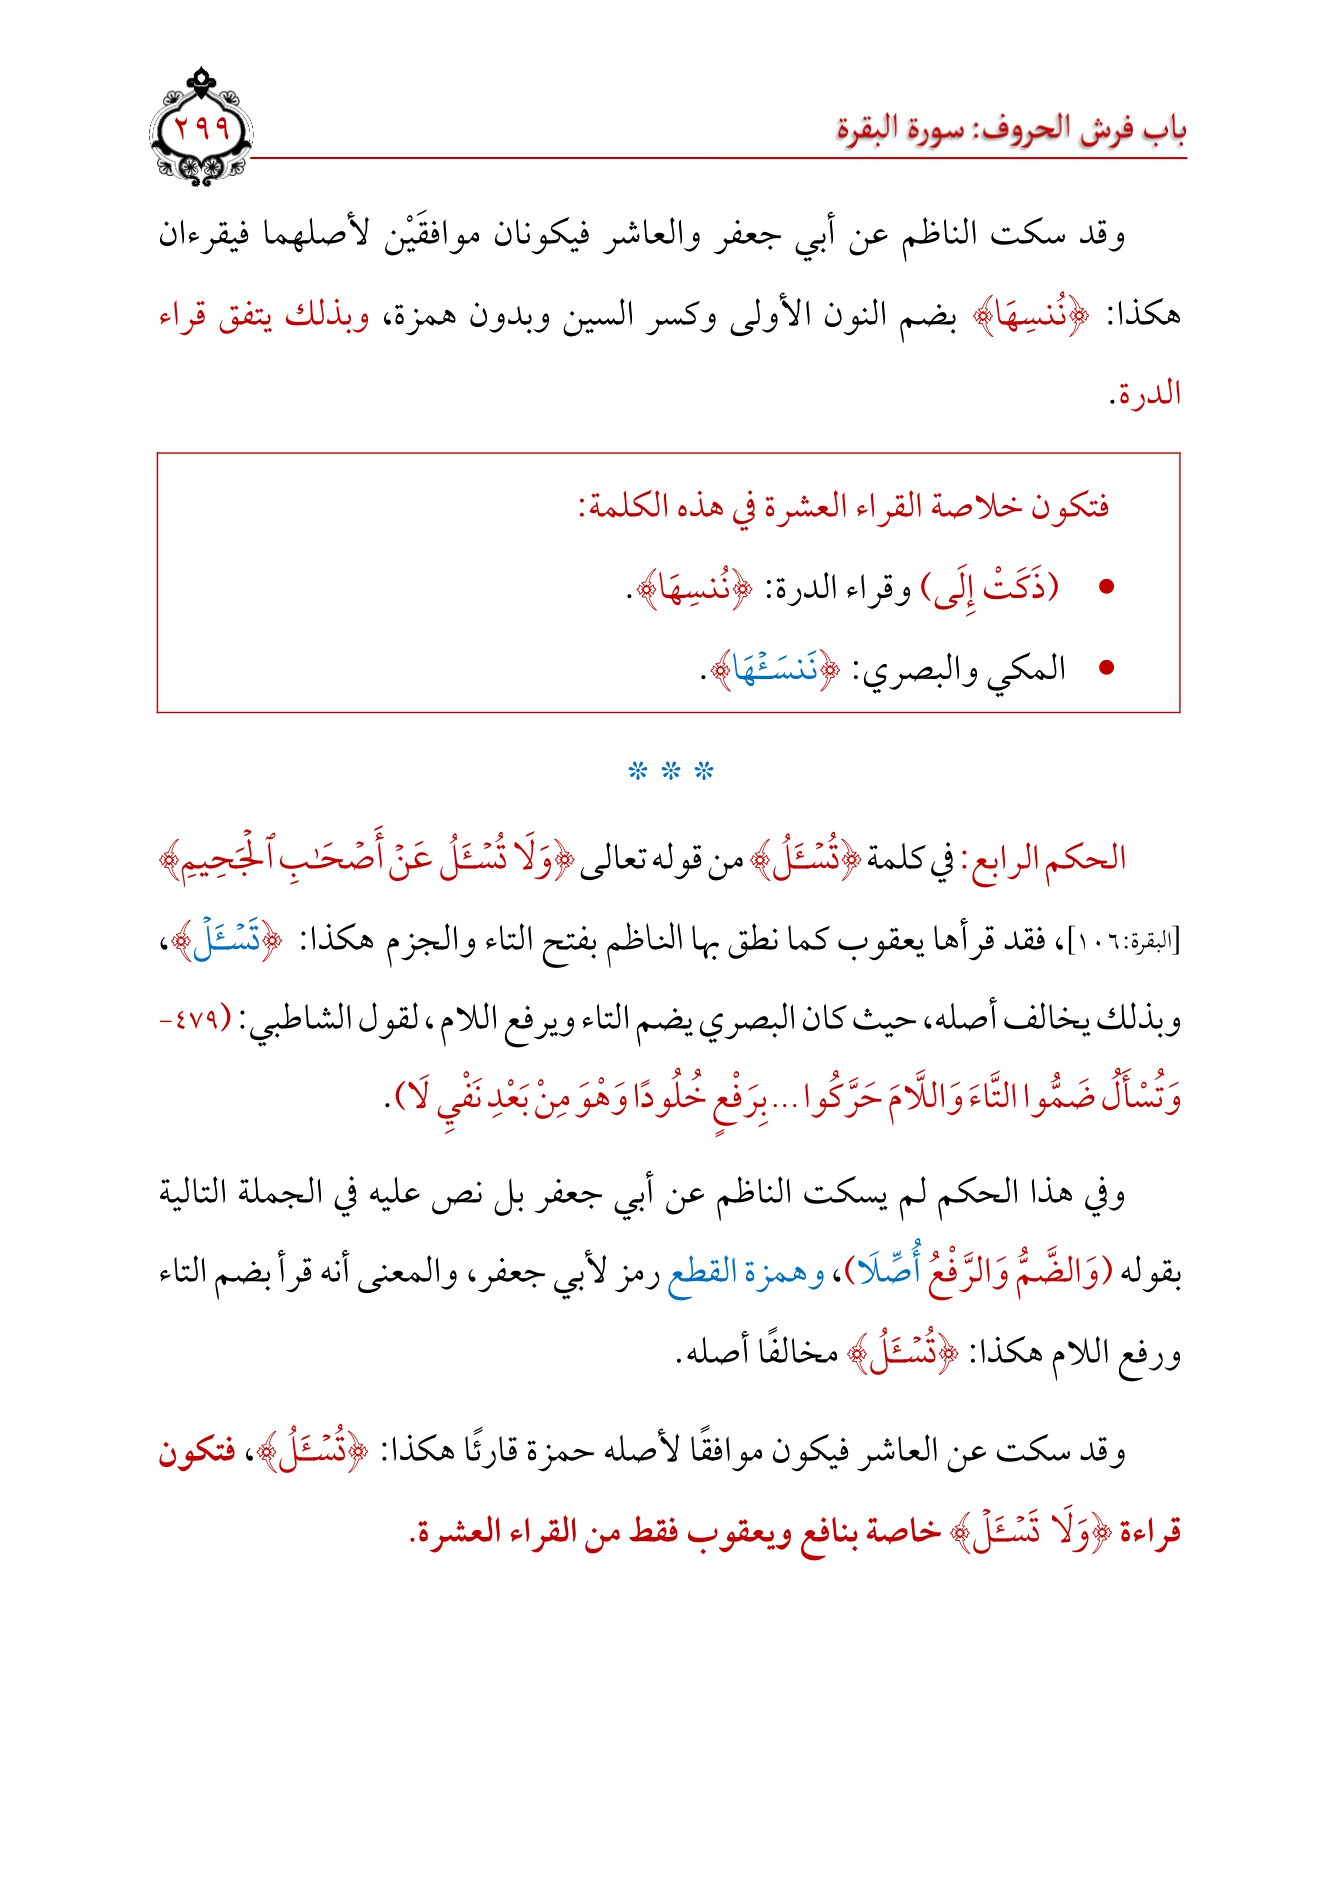 باب فرش الحروف: سورة البقرة
٢٩٩
وقد سكت الناظم عن أبي جعفر والعاشر فيكونان موافقَيْن لأصلهما فيقرءان
هكذا: ﴿نُنسِهَا﴾ بضم النون الأولى وكسر السين وبدون همزة، وبذلك يتفق قراء
الدرة.
فتكون خلاصة القراء العشرة في هذه الكلمة:
• (ذَكَتْ إِلَى) وقراء الدرة: ﴿نُنسِهَا﴾.
• المكي والبصري: ﴿نَنسَـْٔهَا﴾.
* * *
الحكم الرابع: في كلمة ﴿تُسْـَٔلُ﴾ من قوله تعالى ﴿وَلَا تُسْـَٔلُ عَنْ أَصْحَـٰبِ ٱلْجَحِيمِ﴾
[البقرة: ١٠٦]، فقد قرأها يعقوب كما نطق بها الناظم بفتح التاء والجزم هكذا: ﴿تَسْـَٔلْ﴾،
وبذلك يخالف أصله، حيث كان البصري يضم التاء ويرفع اللام، لقول الشاطبي: (٤٧٩-
وَتُسْأَلُ ضَمُّوا التَّاءَ وَاللَّامَ حَرَّكُوا ... بِرَفْعٍ خُلُودًا وَهْوَ مِنْ بَعْدِ نَفْيِ لَا).
وفي هذا الحكم لم يسكت الناظم عن أبي جعفر بل نص عليه في الجملة التالية
بقوله (وَالضَّمُّ وَالرَّفْعُ أُصِّلَا)، وهمزة القطع رمز لأبي جعفر، والمعنى أنه قرأ بضم التاء
ورفع اللام هكذا: ﴿تُسْـَٔلُ﴾ مخالفًا أصله.
وقد سكت عن العاشر فيكون موافقًا لأصله حمزة قارئًا هكذا: ﴿تُسْـَٔلُ﴾، فتكون
قراءة ﴿وَلَا تَسْـَٔلْ﴾ خاصة بنافع ويعقوب فقط من القراء العشرة.